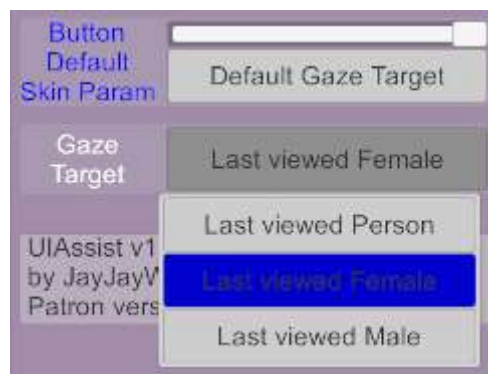 Button
Default
Skin Param
Default Gaze Target
Gaze
Target
Last viewed Female
Last viewed Person
Last viewed Female
Last viewed Male
UIAssist v1
by JayJayW
Patron vers